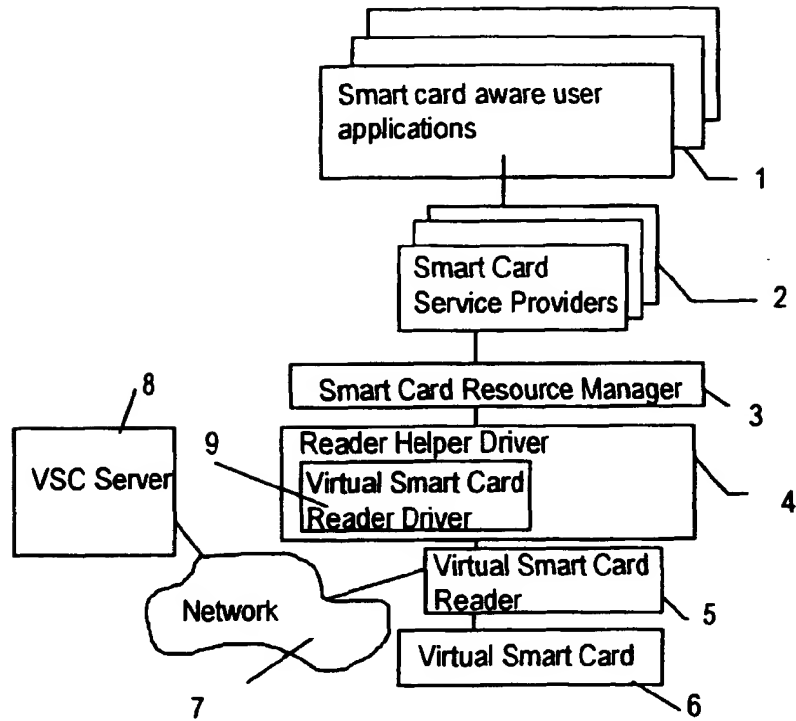 Smart card aware user
applications
1
Smart Card
Service Providers
2
8
Smart Card Resource Manager
3
VSC Server
9
Reader Helper Driver
Virtual Smart Card
Reader Driver
4
Virtual Smart Card
Reader
5
Network
Virtual Smart Card
7
6